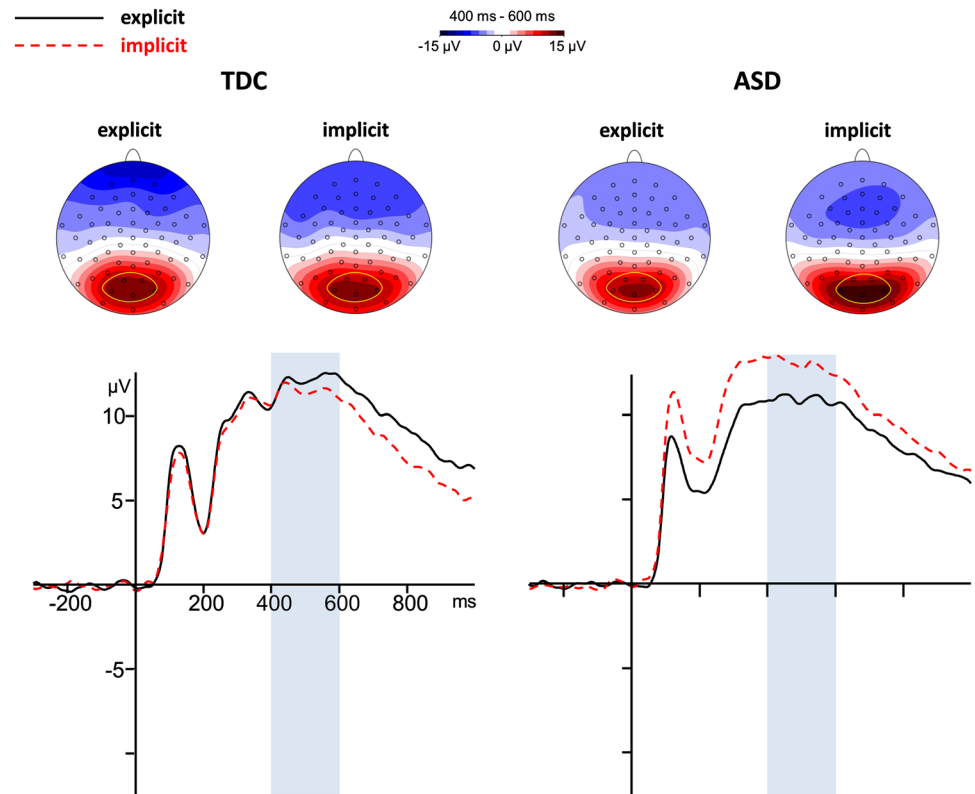 explicit
implicit
400 ms - 600 ms
-15 µV 0 µV 15 µV
TDC
ASD
explicit
implicit
explicit
implicit
µV
10
5
-200 200 400 600 800 ms
-5